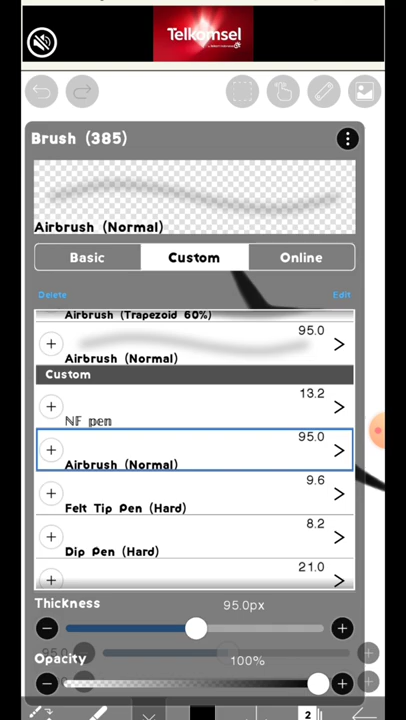 Telkomsel
Brush (385)
Airbrush (Normal)
Basic
Custom
Online
Delete
Edit
Airbrush (Trapezoid 60%)
95.0
Airbrush (Normal)
Custom
13.2
NF pen
95.0
Airbrush (Normal)
9.6
Felt Tip Pen (Hard)
8.2
Dip Pen (Hard)
21.0
Thickness
95.0px
95.0
Opacity
100%
2